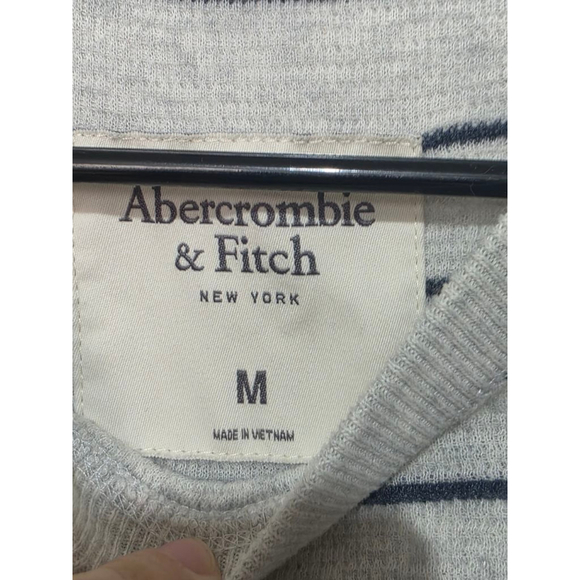 Abercrombie
& Fitch
NEW YORK
M
MADE IN VIETNAM